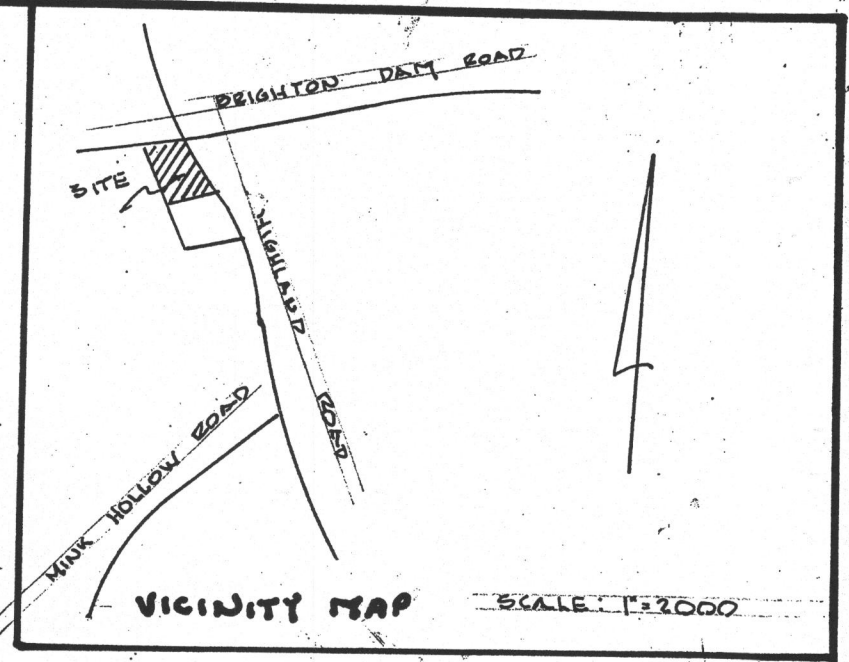 BRIGHTON DAM ROAD
SITE
HIGHLAND ROAD
MINK HOLLOW ROAD
VICINITY MAP
SCALE: 1"=2000